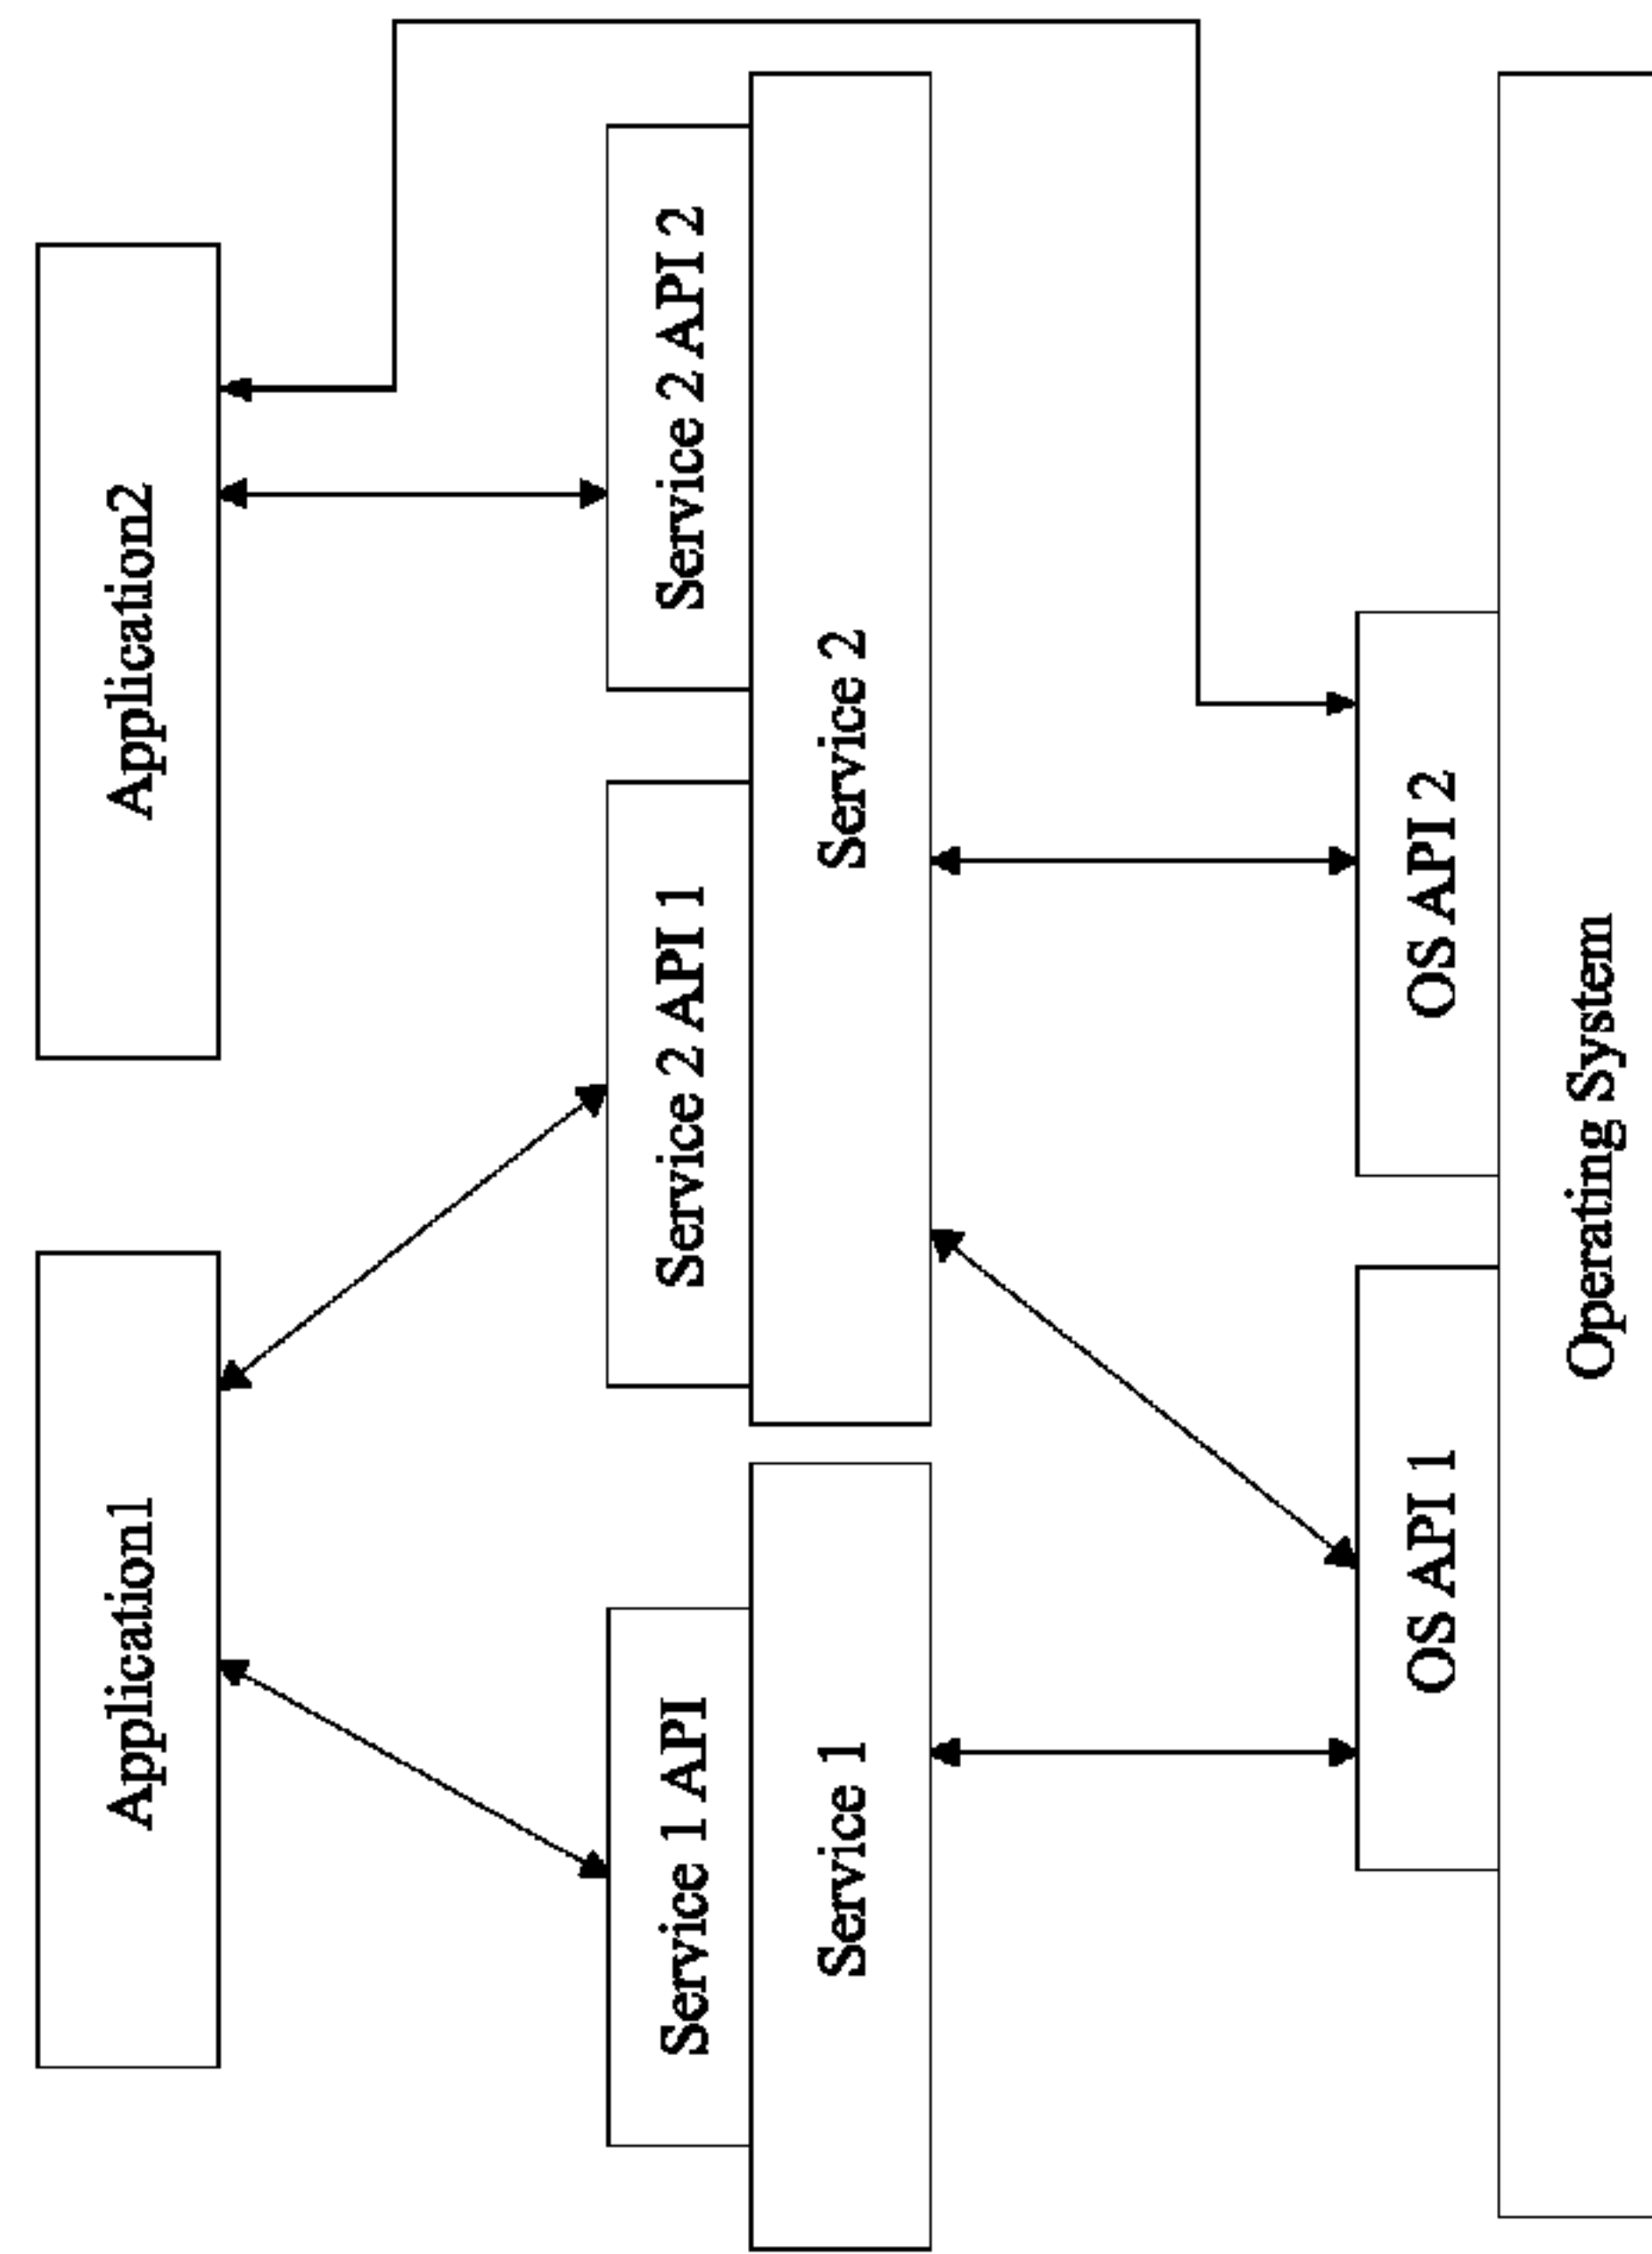 Application1
Application2
Service 1 API
Service 2 API 1
Service 2 API 2
Service 1
Service 2
OS API 1
OS API 2
Operating System